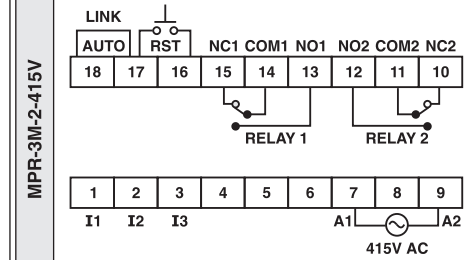 MPR-3M-2-415V
LINK
AUTO RST NC1 COM1 NO1 NO2 COM2 NC2
18 17 16 15 14 13 12 11 10
RELAY 1 RELAY 2
1 2 3 4 5 6 7 8 9
I1 I2 I3 A1 A2
415V AC